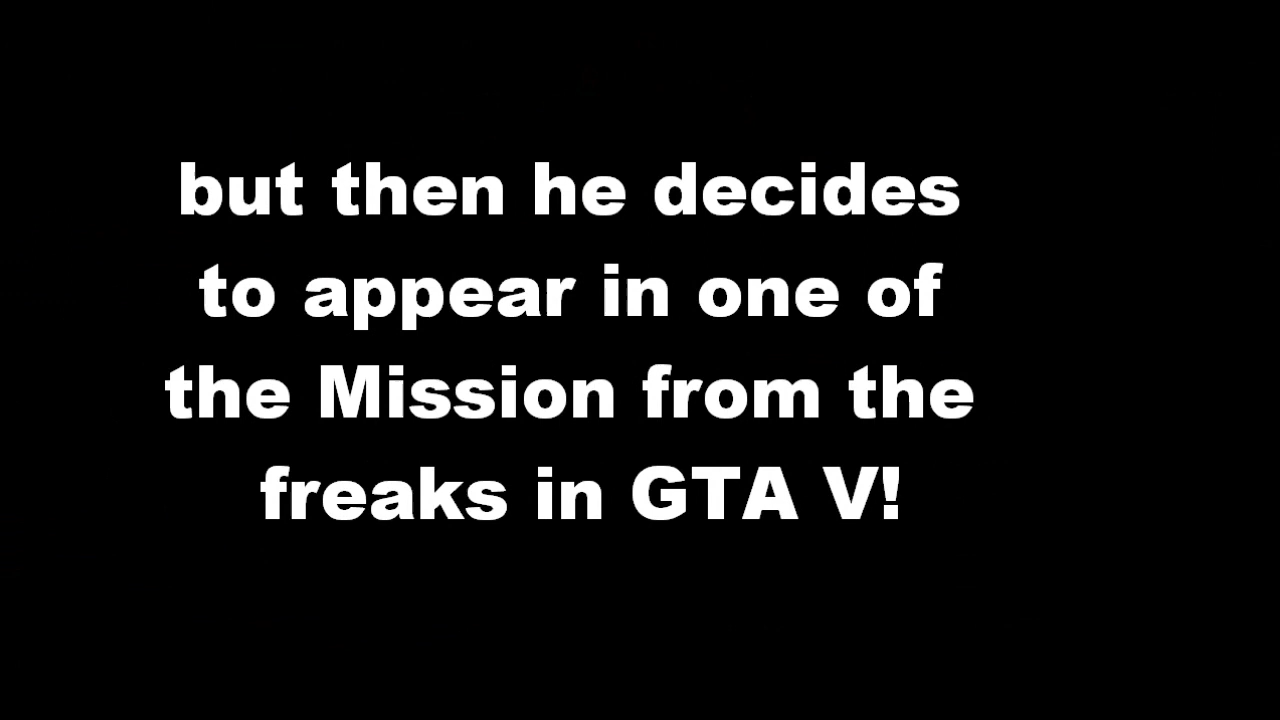 but then he decides
to appear in one of
the Mission from the
freaks in GTA V!